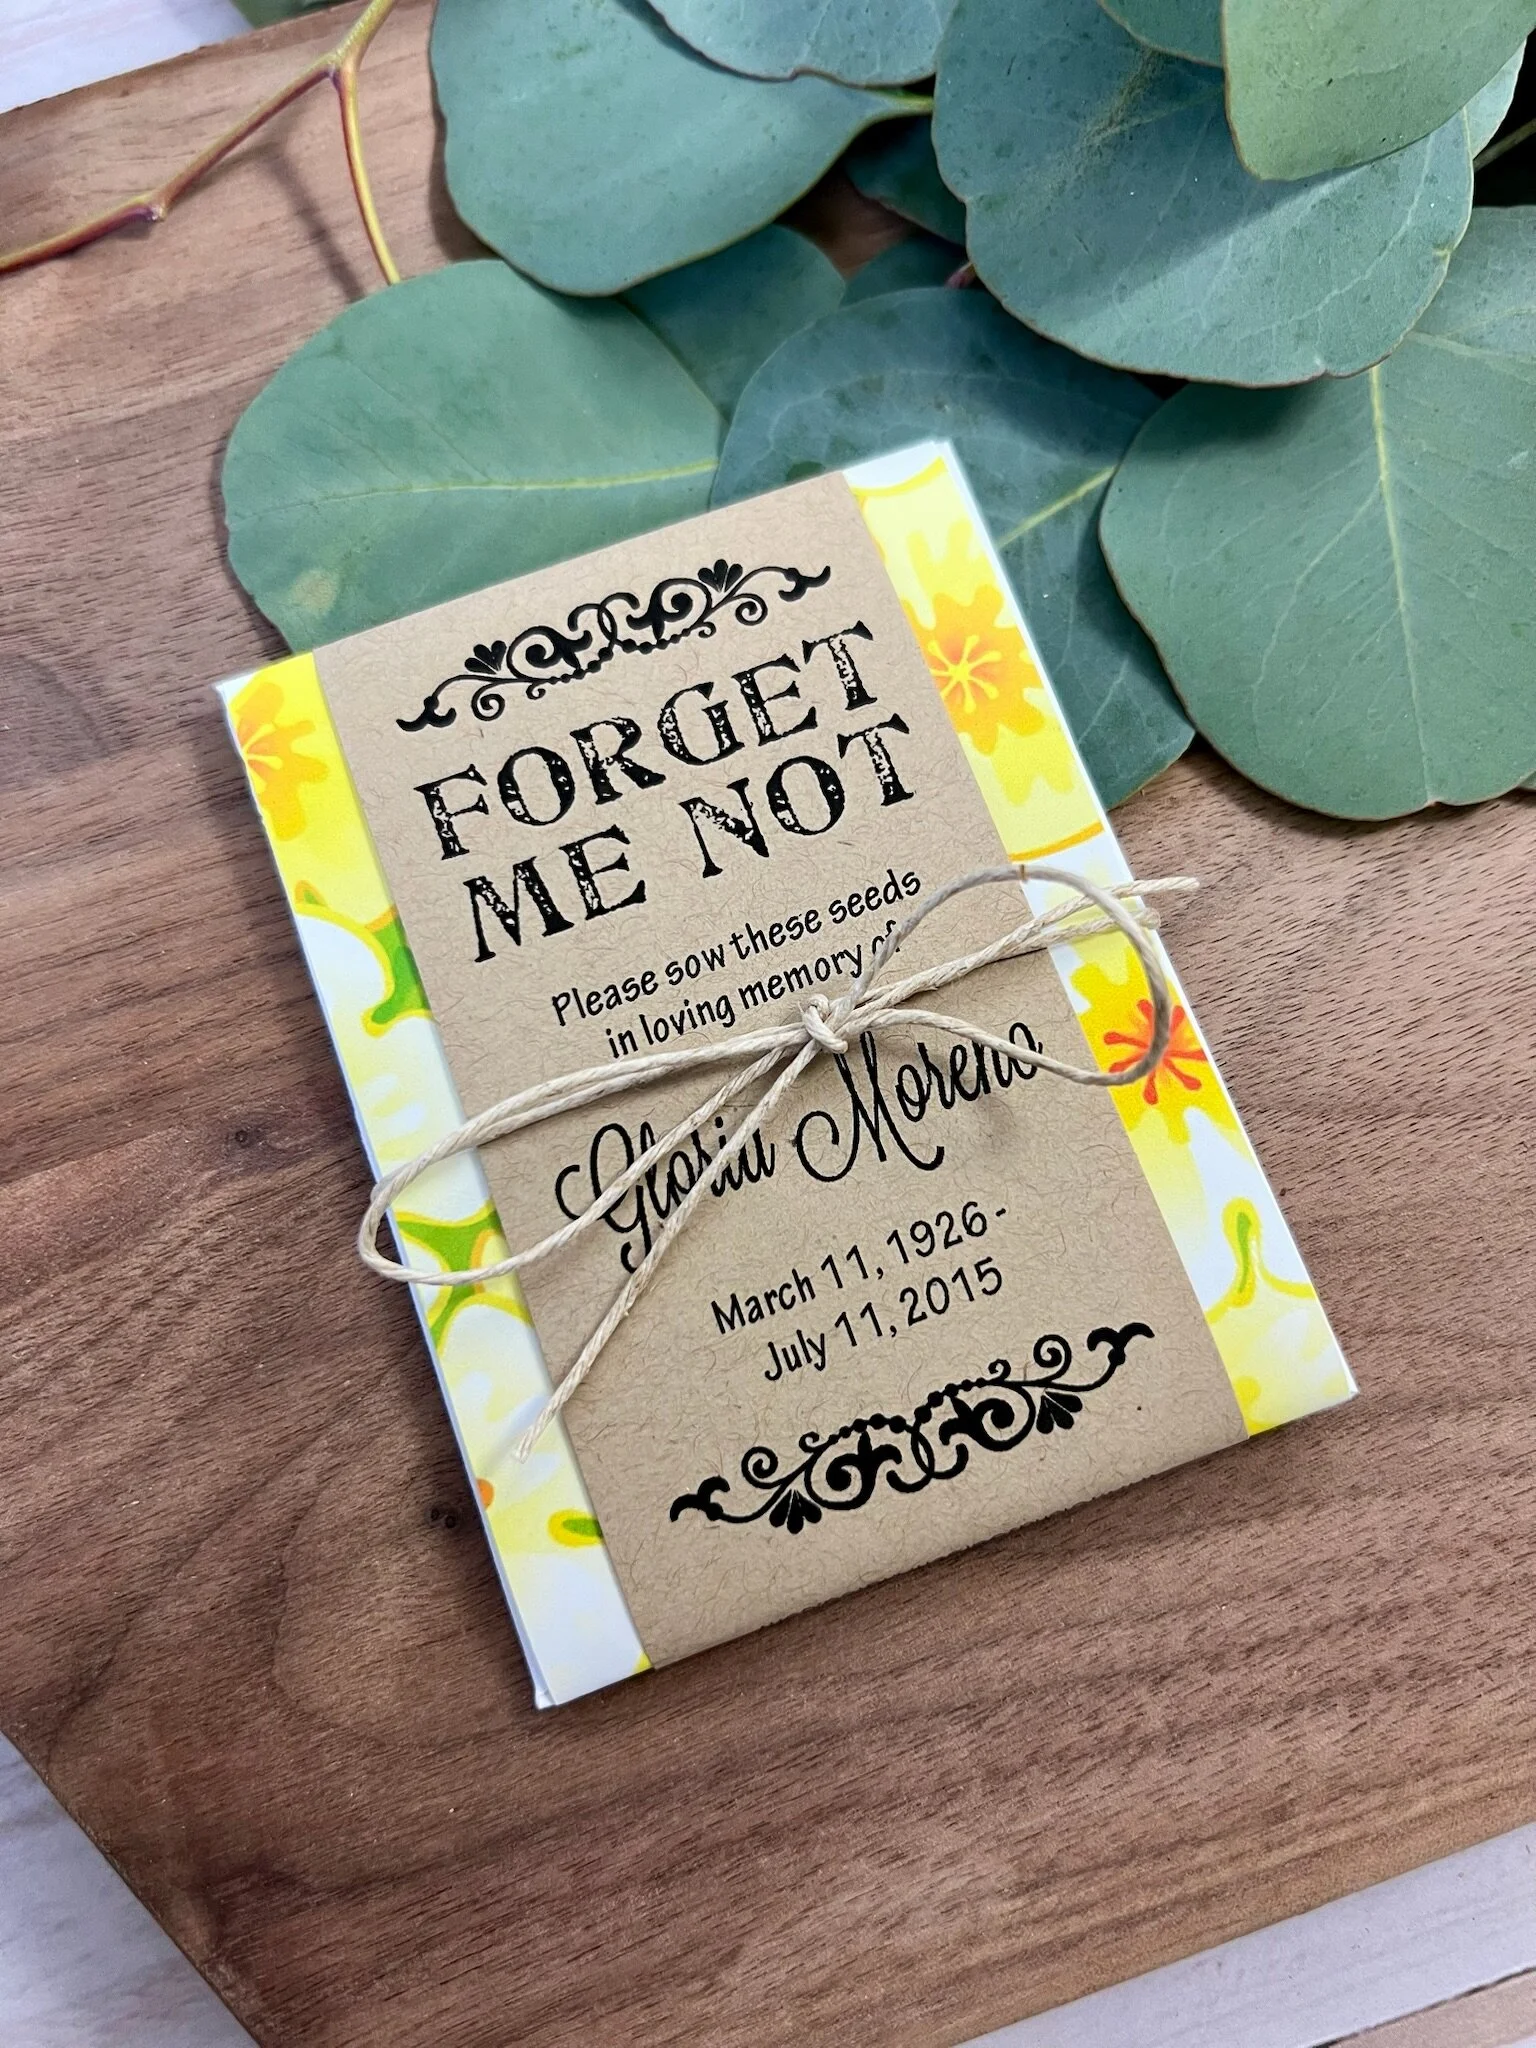 FORGET
ME NOT
Please sow these seeds
in loving memory of
Gloria Moreno
March 11, 1926-
July 11, 2015